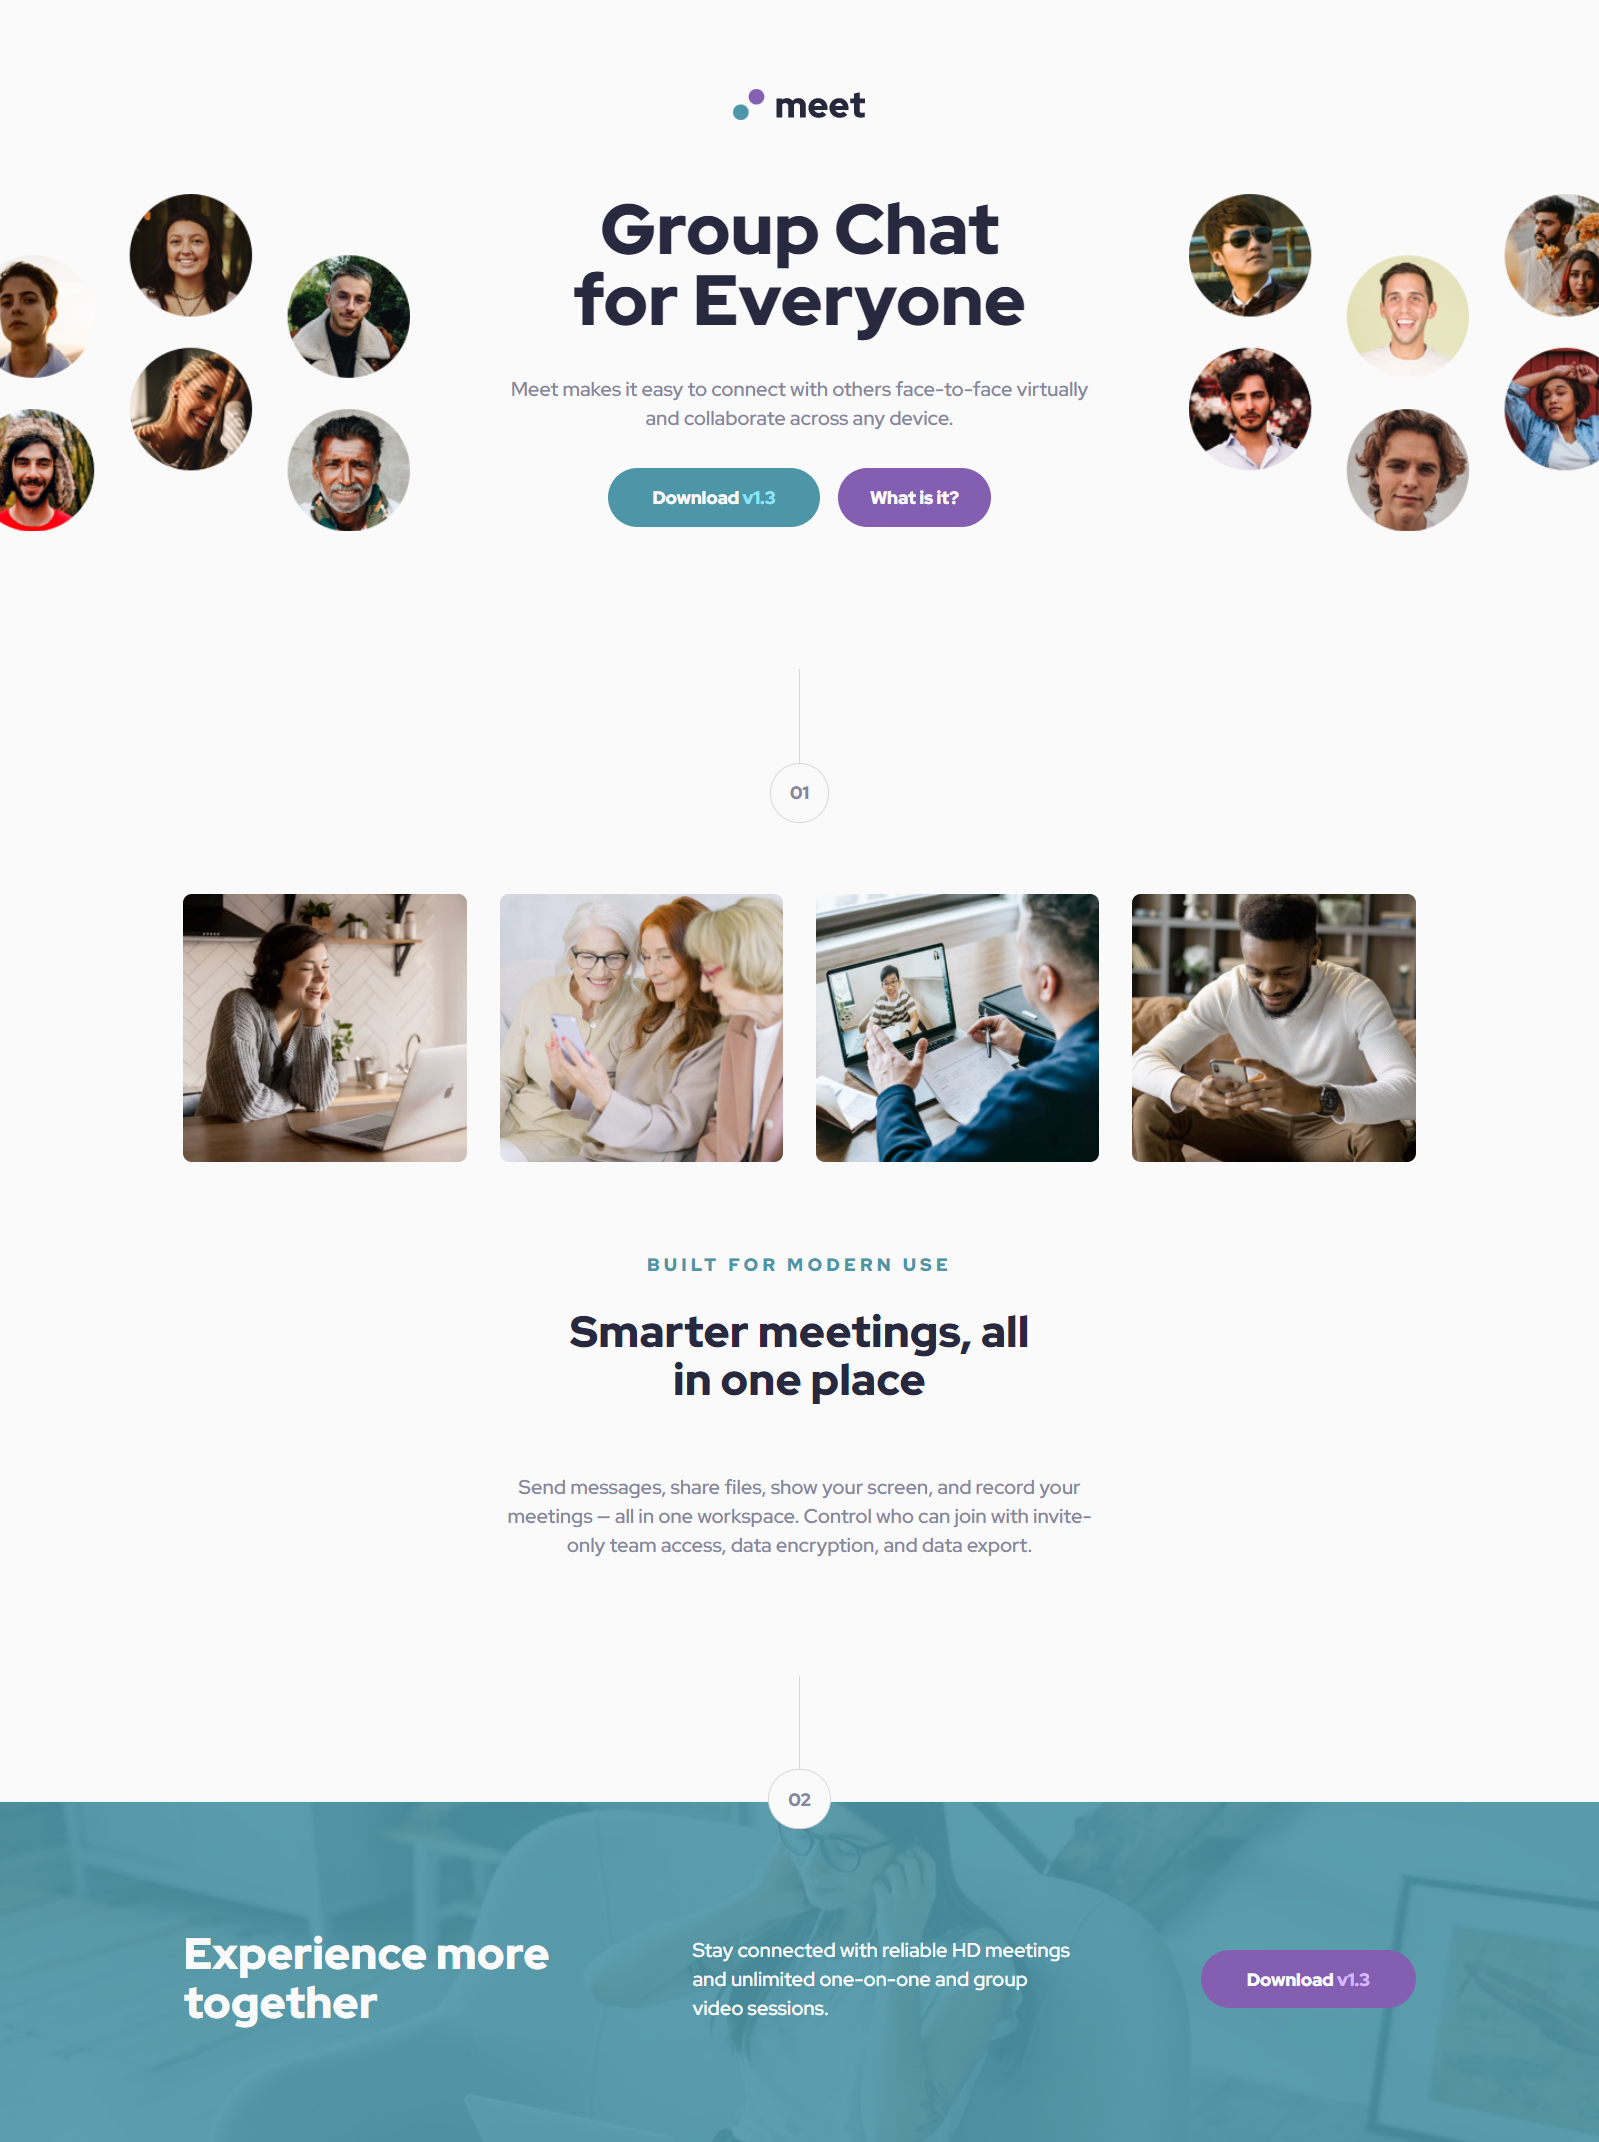 meet
Group Chat
for Everyone
Meet makes it easy to connect with others face-to-face virtually
and collaborate across any device.
Download v1.3
What is it?
01
BUILT FOR MODERN USE
Smarter meetings, all
in one place
Send messages, share files, show your screen, and record your
meetings — all in one workspace. Control who can join with invite-
only team access, data encryption, and data export.
02
Experience more
together
Stay connected with reliable HD meetings
and unlimited one-on-one and group
video sessions.
Download v1.3